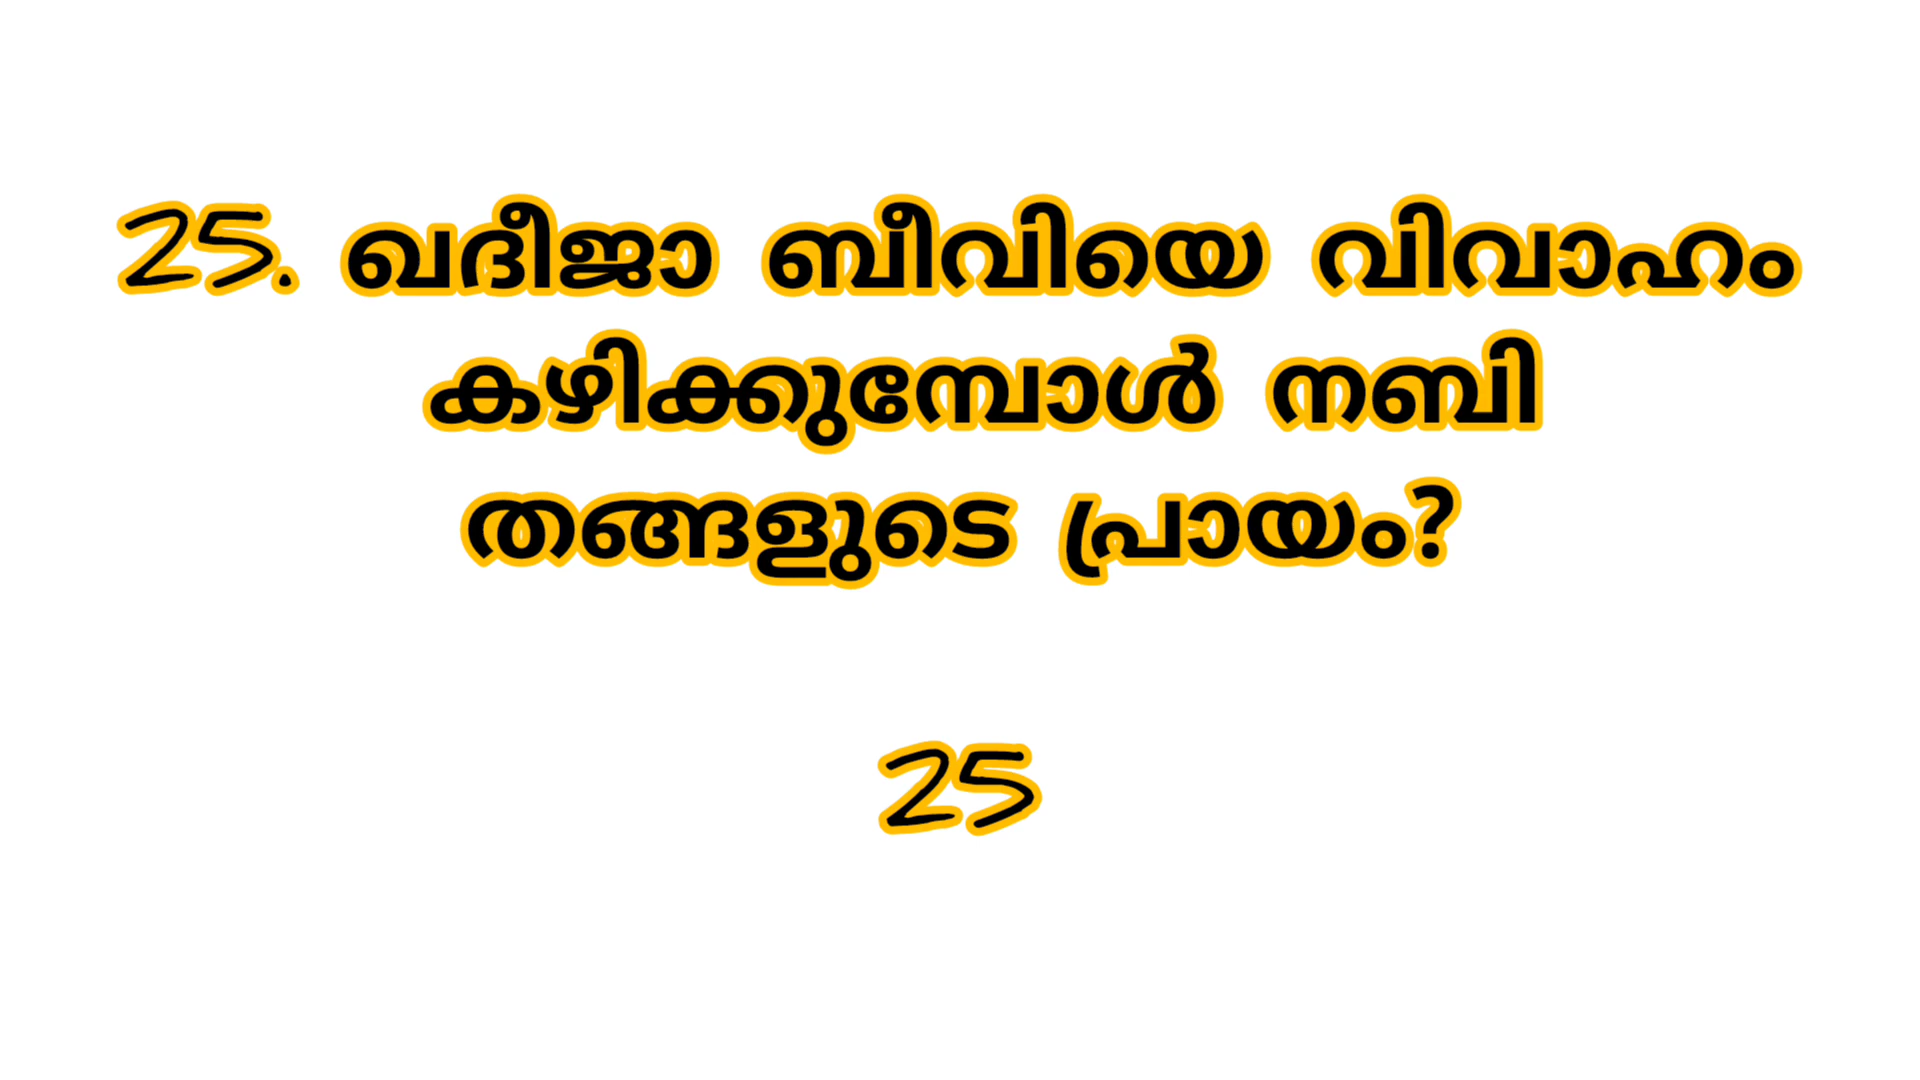 25. ഖദീജാ ബീവിയെ വിവാഹം
കഴിക്കുമ്പോൾ നബി
തങ്ങളുടെ പ്രായം?
25